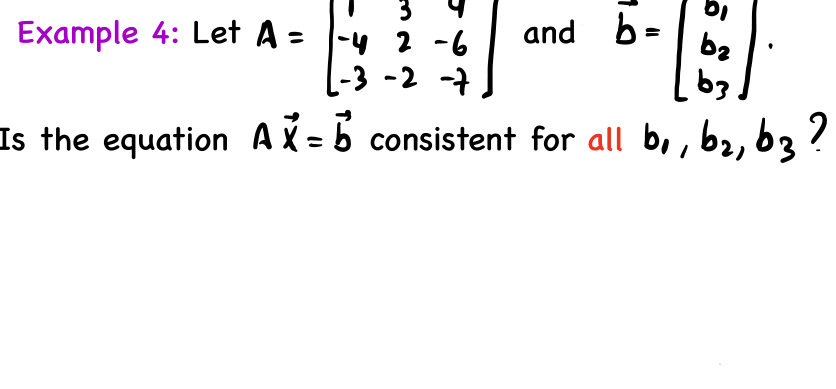 1 3 4 b₁
Example 4: Let A = -4 2 -6 and b⃗ = b₂ .
-3 -2 -7 b₃
Is the equation A x⃗ = b⃗ consistent for all b₁, b₂, b₃ ?